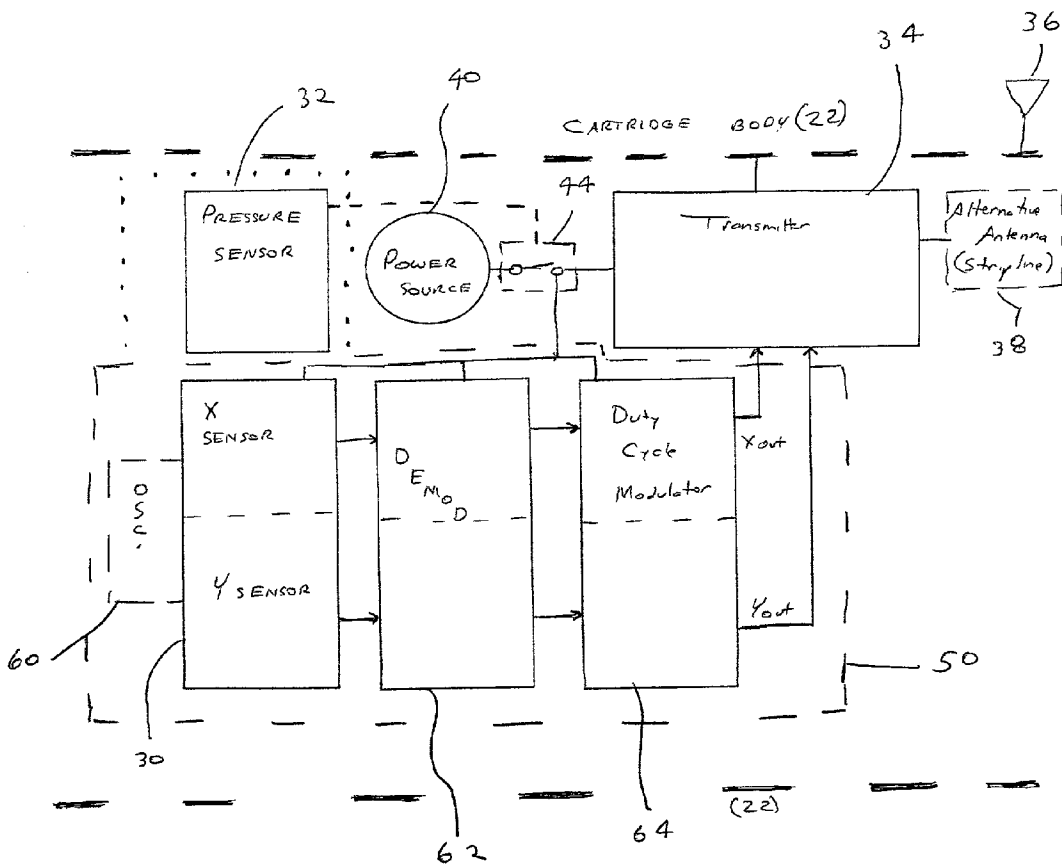 36
34
40
32
CARTRIDGE BODY (22)
44
PRESSURE
SENSOR
POWER
SOURCE
Transmitter
Alternative
Antenna
(Stripline)
38
X
SENSOR
DEMOD
Duty
Cycle
Modulator
Xout
OSC.
Y SENSOR
Yout
60
50
30
(22)
64
62